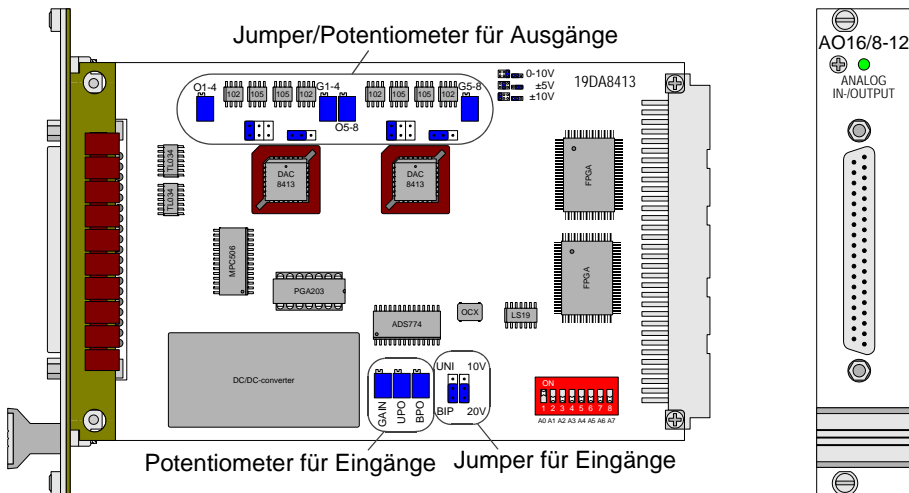 Jumper/Potentiometer für Ausgänge
AO16/8-12
ANALOG
IN-/OUTPUT
O1-4
102
105
105
102
G1-4
O5-8
102
105
105
102
G5-8
0-10V
±5V
±10V
19DA8413
TL034
TL034
DAC
8413
DAC
8413
FPGA
FPGA
MPC506
PGA203
ADS774
OCX
LS19
DC/DC-converter
GAIN
UPO
BPO
UNI
10V
BIP
20V
ON
1 2 3 4 5 6 7 8
A0 A1 A2 A3 A4 A5 A6 A7
Potentiometer für Eingänge
Jumper für Eingänge